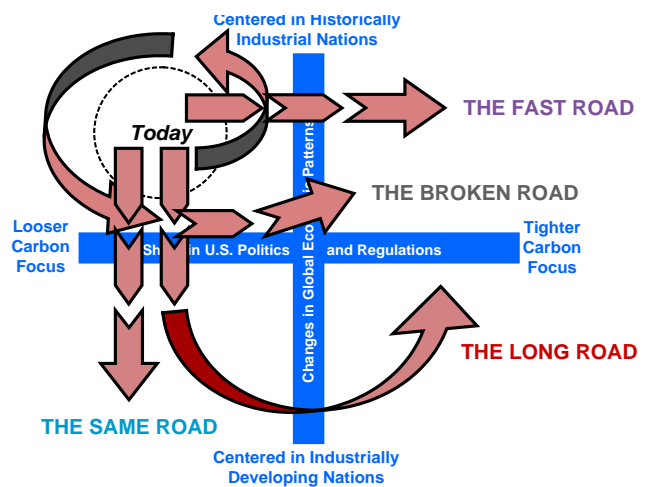 Centered in Historically
Industrial Nations
THE FAST ROAD
Today
THE BROKEN ROAD
Looser
Carbon
Focus
in U.S. Politics and Regulations
Tighter
Carbon
Focus
Changes in Global Patterns
THE LONG ROAD
THE SAME ROAD
Centered in Industrially
Developing Nations